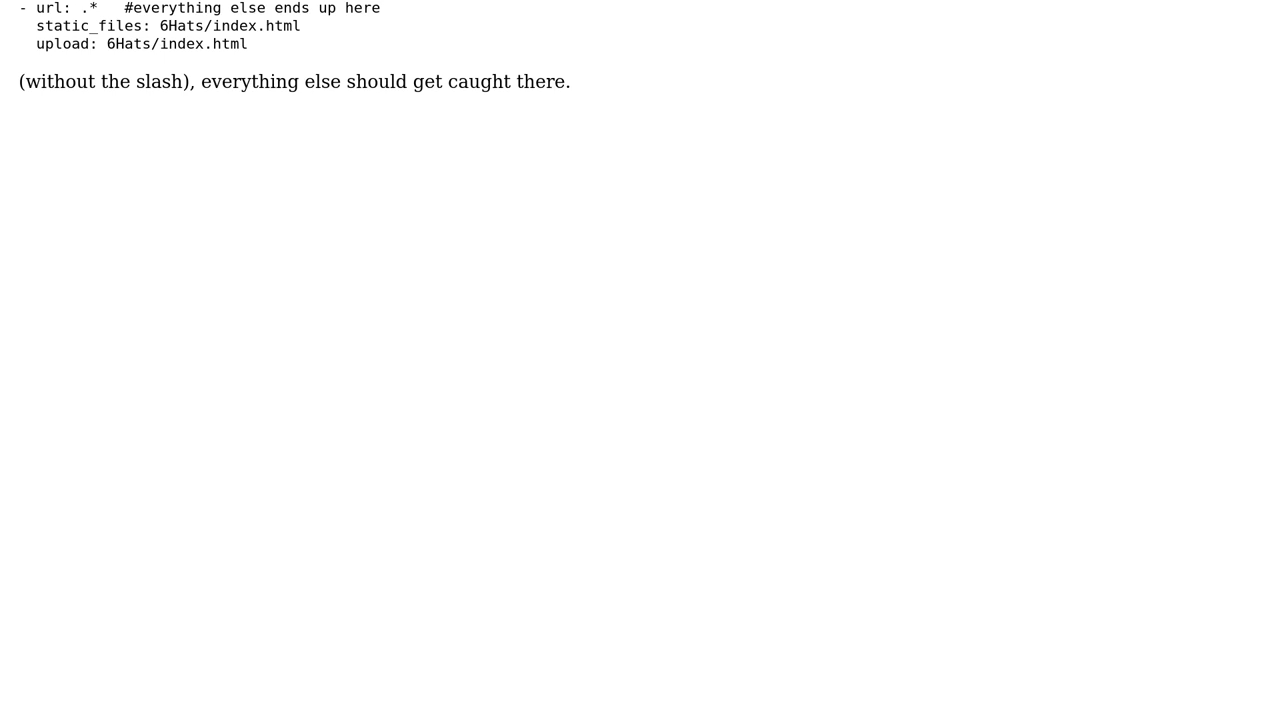 - url: .*   #everything else ends up here
  static_files: 6Hats/index.html
  upload: 6Hats/index.html
(without the slash), everything else should get caught there.